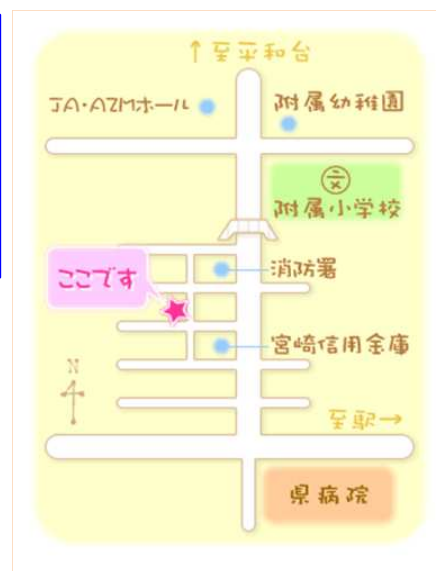 ↑至平和台
JA・AZMホール
附属幼稚園
文
附属小学校
消防署
ここです
宮崎信用金庫
N
至駅→
県病院